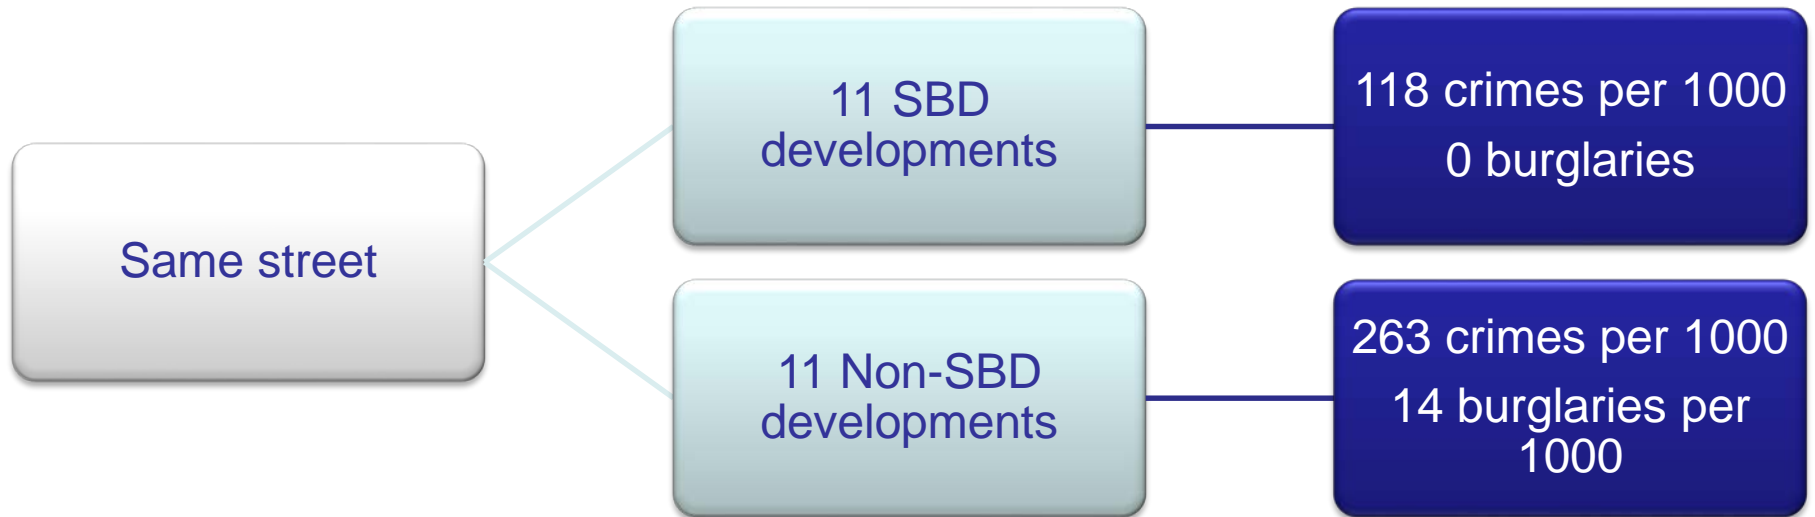 Same street
11 SBD
developments
118 crimes per 1000
0 burglaries
11 Non-SBD
developments
263 crimes per 1000
14 burglaries per
1000